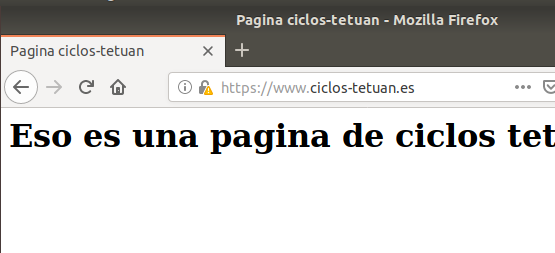 Pagina ciclos-tetuan - Mozilla Firefox
Pagina ciclos-tetuan
https://www.ciclos-tetuan.es
Eso es una pagina de ciclos tet